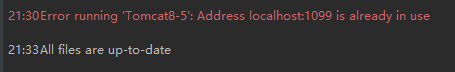 21:30Error running 'Tomcat8-5': Address localhost:1099 is already in use
21:33All files are up-to-date